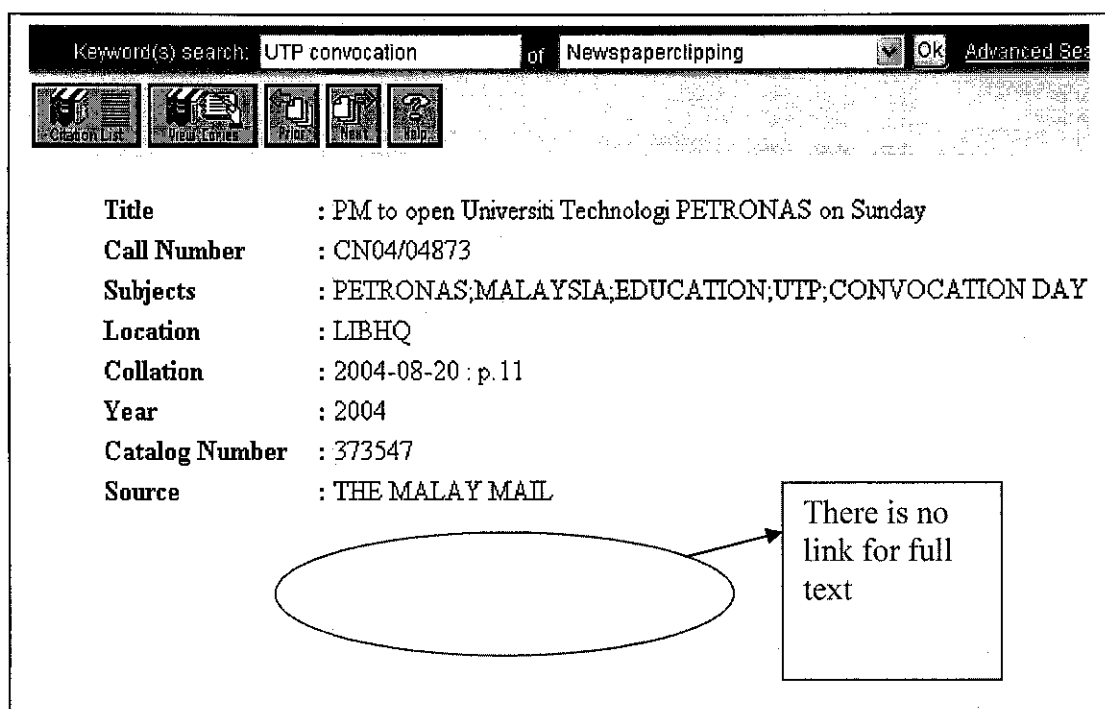 Keyword(s) search: UTP convocation of Newspaperclipping Ok Advanced Sea
Citation List View Copies Prior Next Help
Title : PM to open Universiti Technologi PETRONAS on Sunday
Call Number : CN04/04873
Subjects : PETRONAS;MALAYSIA;EDUCATION;UTP;CONVOCATION DAY
Location : LIBHQ
Collation : 2004-08-20 : p.11
Year : 2004
Catalog Number : 373547
Source : THE MALAY MAIL
There is no
link for full
text